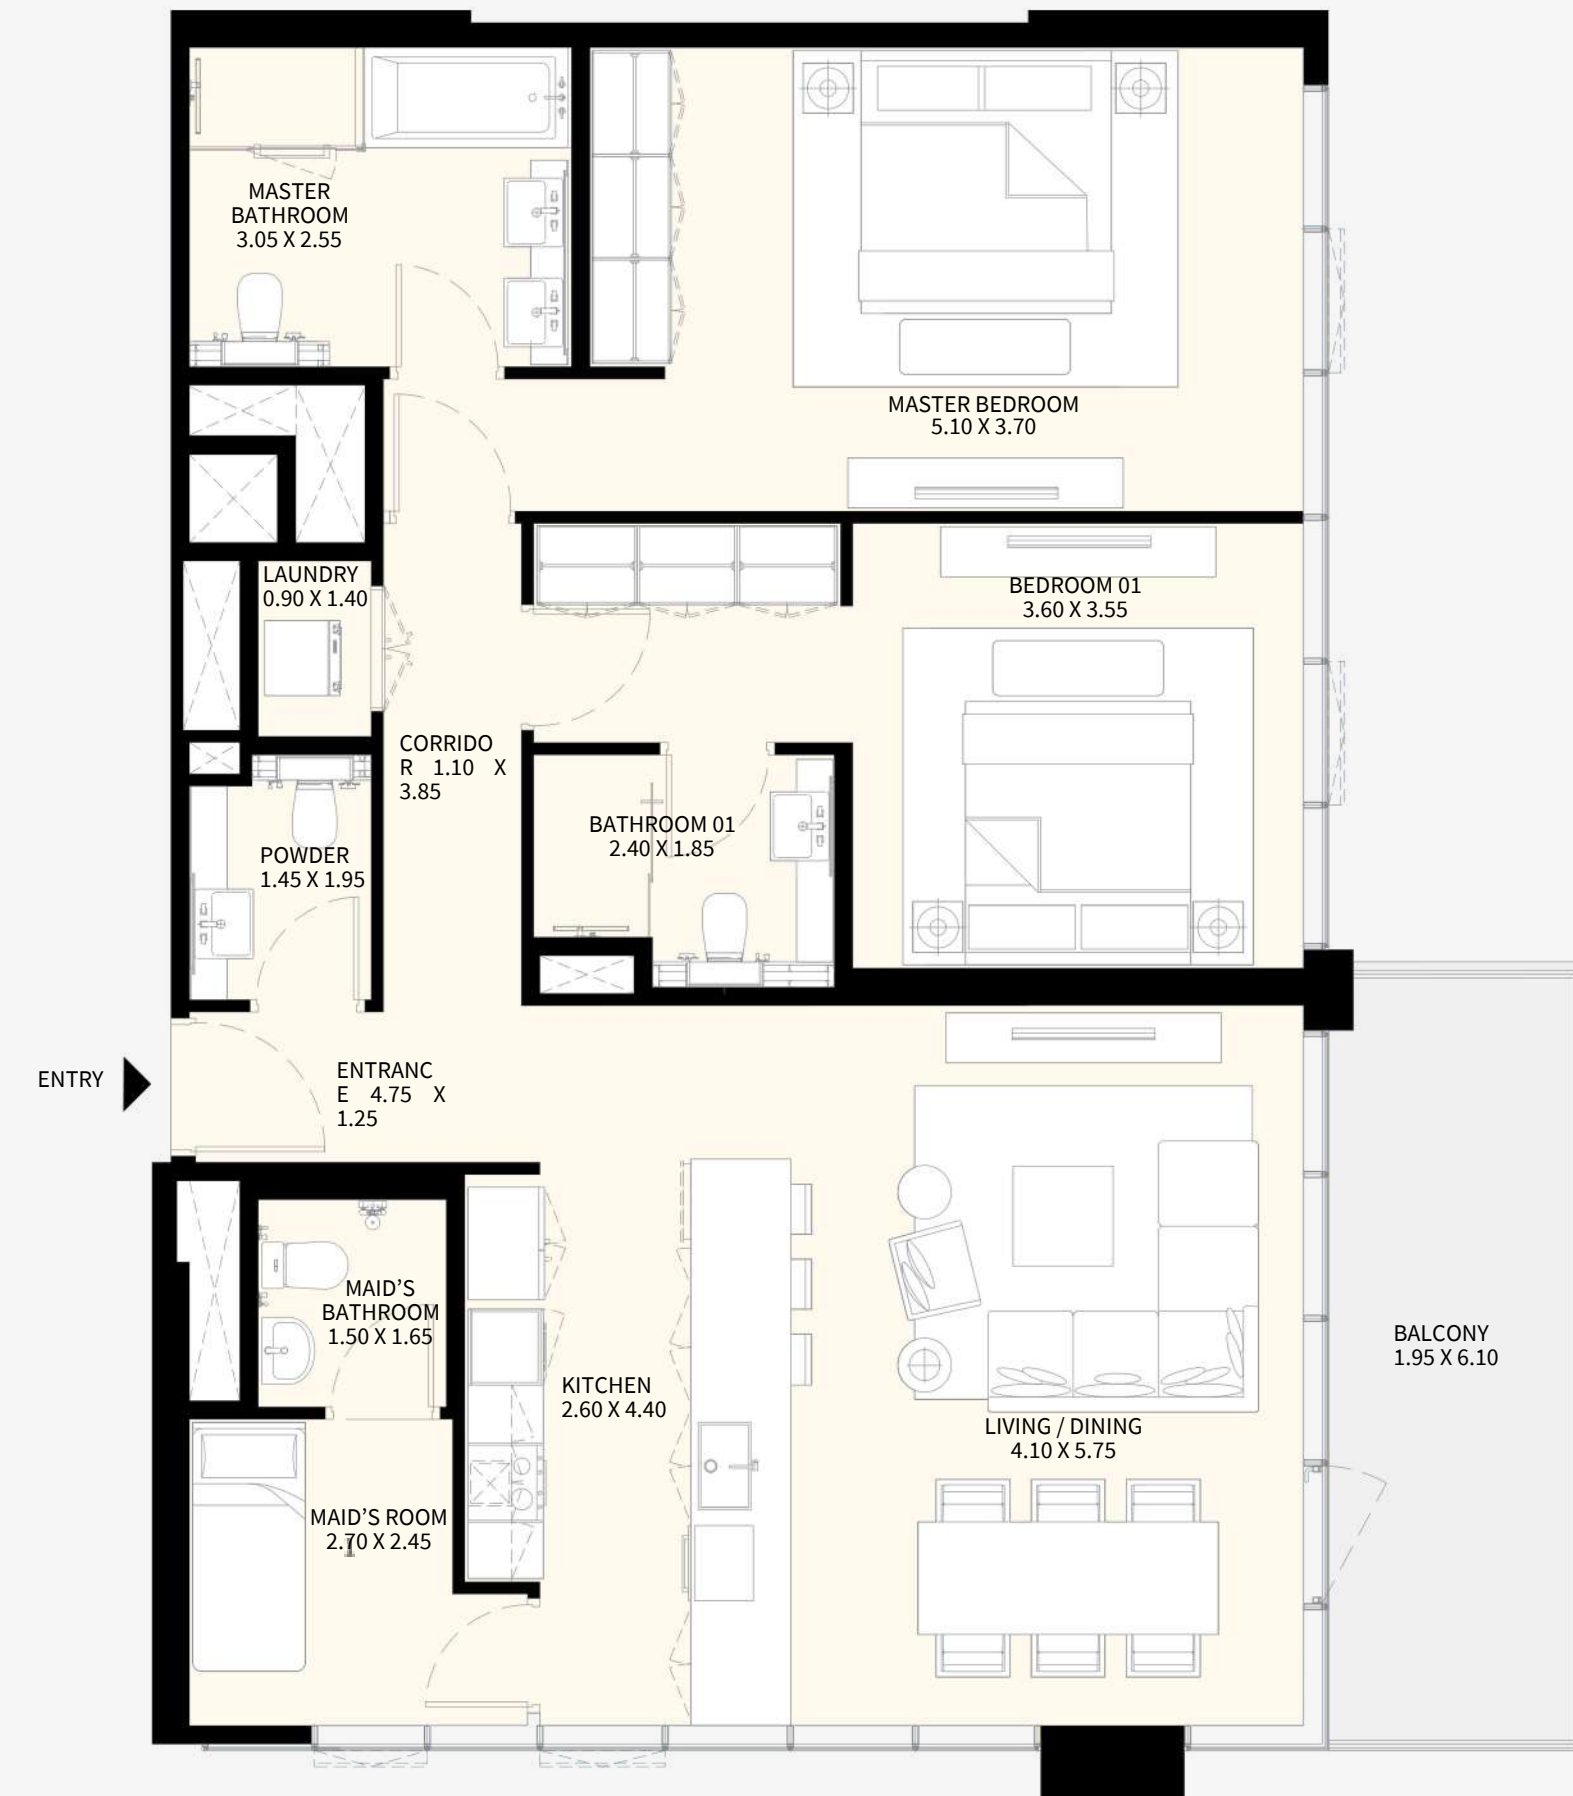 MASTER
BATHROOM
3.05 X 2.55
MASTER BEDROOM
5.10 X 3.70
LAUNDRY
0.90 X 1.40
BEDROOM 01
3.60 X 3.55
CORRIDO
R 1.10 X
3.85
BATHROOM 01
2.40 X 1.85
POWDER
1.45 X 1.95
ENTRY
ENTRANC
E 4.75 X
1.25
MAID’S
BATHROOM
1.50 X 1.65
KITCHEN
2.60 X 4.40
BALCONY
1.95 X 6.10
LIVING / DINING
4.10 X 5.75
MAID’S ROOM
2.70 X 2.45